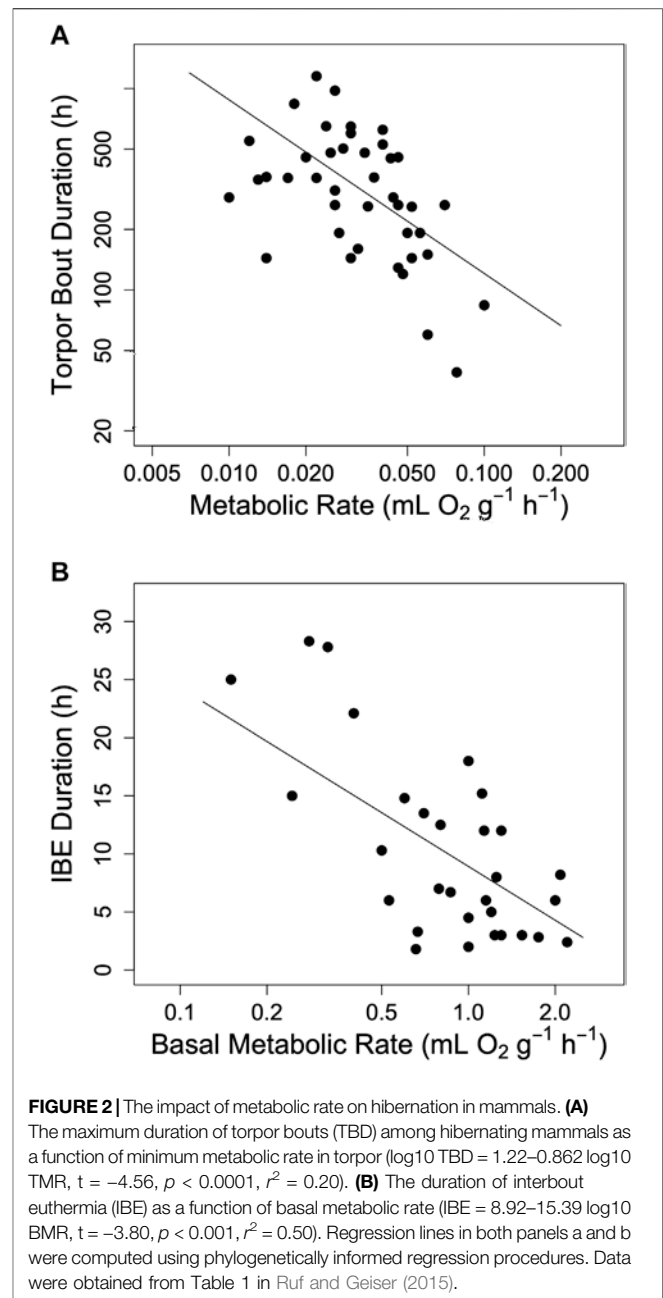 A
Torpor Bout Duration (h)
500
200
100
50
20
0.005 0.010 0.020 0.050 0.100 0.200
Metabolic Rate (mL O₂ g⁻¹ h⁻¹)
B
IBE Duration (h)
30
25
20
15
10
5
0
0.1 0.2 0.5 1.0 2.0
Basal Metabolic Rate (mL O₂ g⁻¹ h⁻¹)
FIGURE 2 | The impact of metabolic rate on hibernation in mammals. (A)
The maximum duration of torpor bouts (TBD) among hibernating mammals as
a function of minimum metabolic rate in torpor (log10 TBD = 1.22–0.862 log10
TMR, t = −4.56, p < 0.0001, r² = 0.20). (B) The duration of interbout
euthermia (IBE) as a function of basal metabolic rate (IBE = 8.92–15.39 log10
BMR, t = −3.80, p < 0.001, r² = 0.50). Regression lines in both panels a and b
were computed using phylogenetically informed regression procedures. Data
were obtained from Table 1 in Ruf and Geiser (2015).